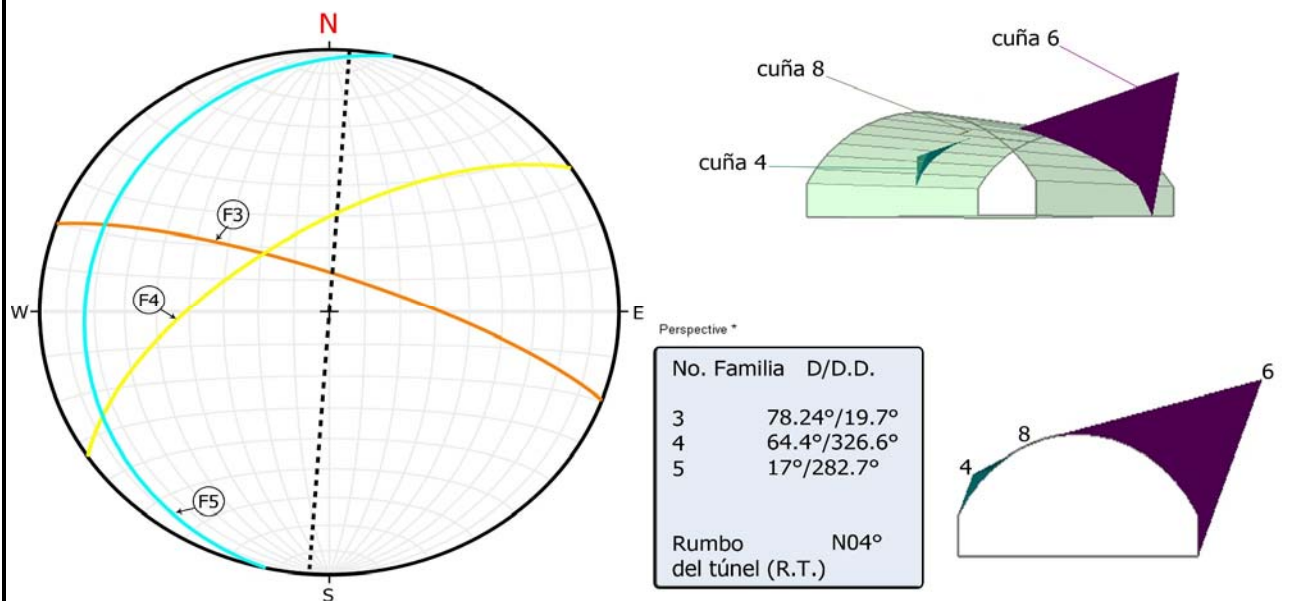 N
W
E
S
F3
F4
F5
cuña 6
cuña 8
cuña 4
Perspective *
No. Familia D/D.D.
3 78.24°/19.7°
4 64.4°/326.6°
5 17°/282.7°
Rumbo N04°
del túnel (R.T.)
6
8
4